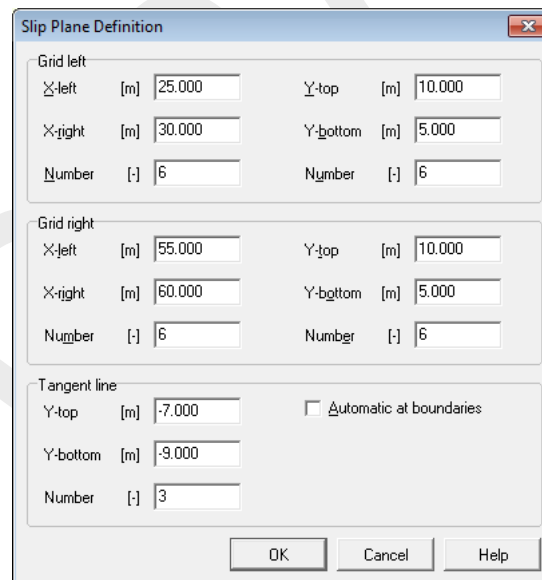 Slip Plane Definition
Grid left
X-left [m] 25.000 Y-top [m] 10.000
X-right [m] 30.000 Y-bottom [m] 5.000
Number [-] 6 Number [-] 6
Grid right
X-left [m] 55.000 Y-top [m] 10.000
X-right [m] 60.000 Y-bottom [m] 5.000
Number [-] 6 Number [-] 6
Tangent line
Y-top [m] -7.000 Automatic at boundaries
Y-bottom [m] -9.000
Number [-] 3
OK Cancel Help